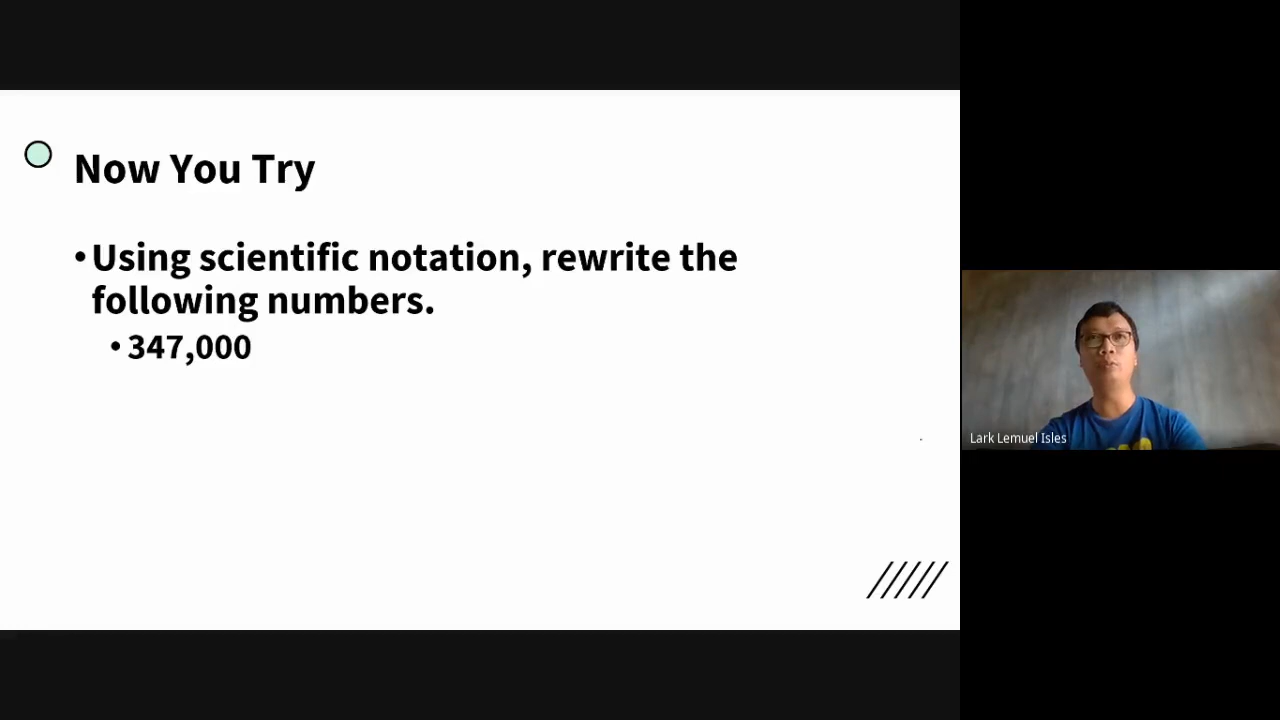 Now You Try
•Using scientific notation, rewrite the
following numbers.
•347,000
Lark Lemuel Isles